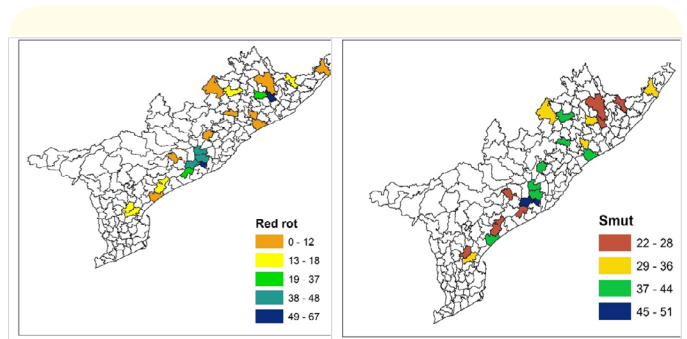 Red rot
0 - 12
13 - 18
19 - 37
38 - 48
49 - 67
Smut
22 - 28
29 - 36
37 - 44
45 - 51